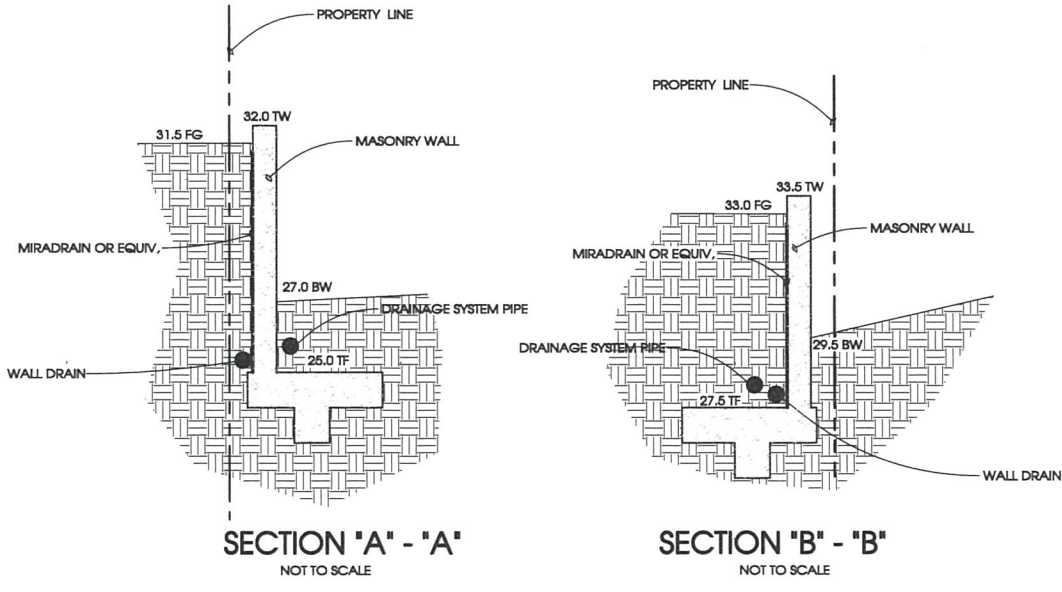 PROPERTY LINE
32.0 TW
31.5 FG
MASONRY WALL
MIRADRAIN OR EQUIV,
27.0 BW
DRAINAGE SYSTEM PIPE
25.0 TF
WALL DRAIN
SECTION "A" - "A"
NOT TO SCALE
PROPERTY LINE
33.5 TW
33.0 FG
MASONRY WALL
MIRADRAIN OR EQUIV,
29.5 BW
DRAINAGE SYSTEM PIPE
27.5 TF
WALL DRAIN
SECTION "B" - "B"
NOT TO SCALE